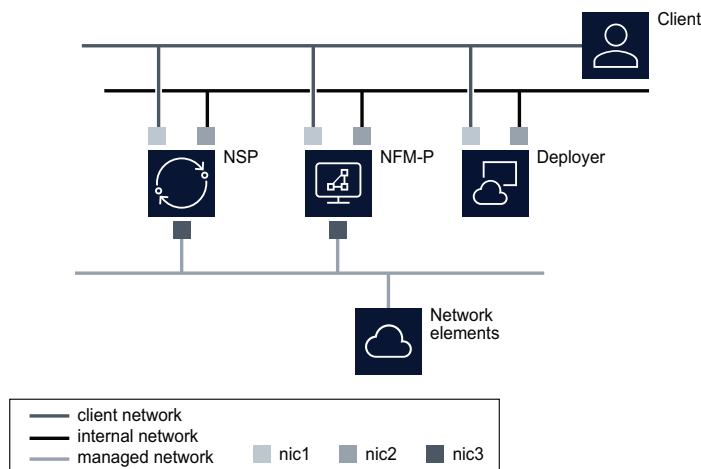 Client
NSP
NFM-P
Deployer
Network
elements
client network
internal network
managed network
nic1
nic2
nic3